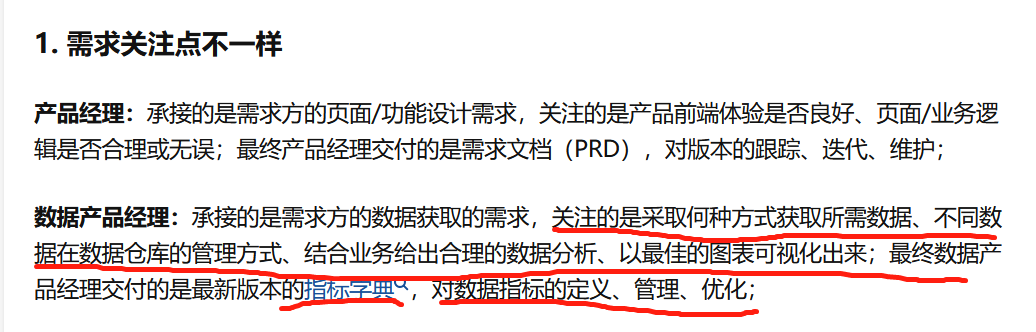 1. 需求关注点不一样
产品经理：承接的是需求方的页面/功能设计需求，关注的是产品前端体验是否良好、页面/业务逻
辑是否合理或无误；最终产品经理交付的是需求文档（PRD），对版本的跟踪、迭代、维护；
数据产品经理：承接的是需求方的数据获取的需求，关注的是采取何种方式获取所需数据、不同数
据在数据仓库的管理方式、结合业务给出合理的数据分析、以最佳的图表可视化出来；最终数据产
品经理交付的是最新版本的指标字典，对数据指标的定义、管理、优化；